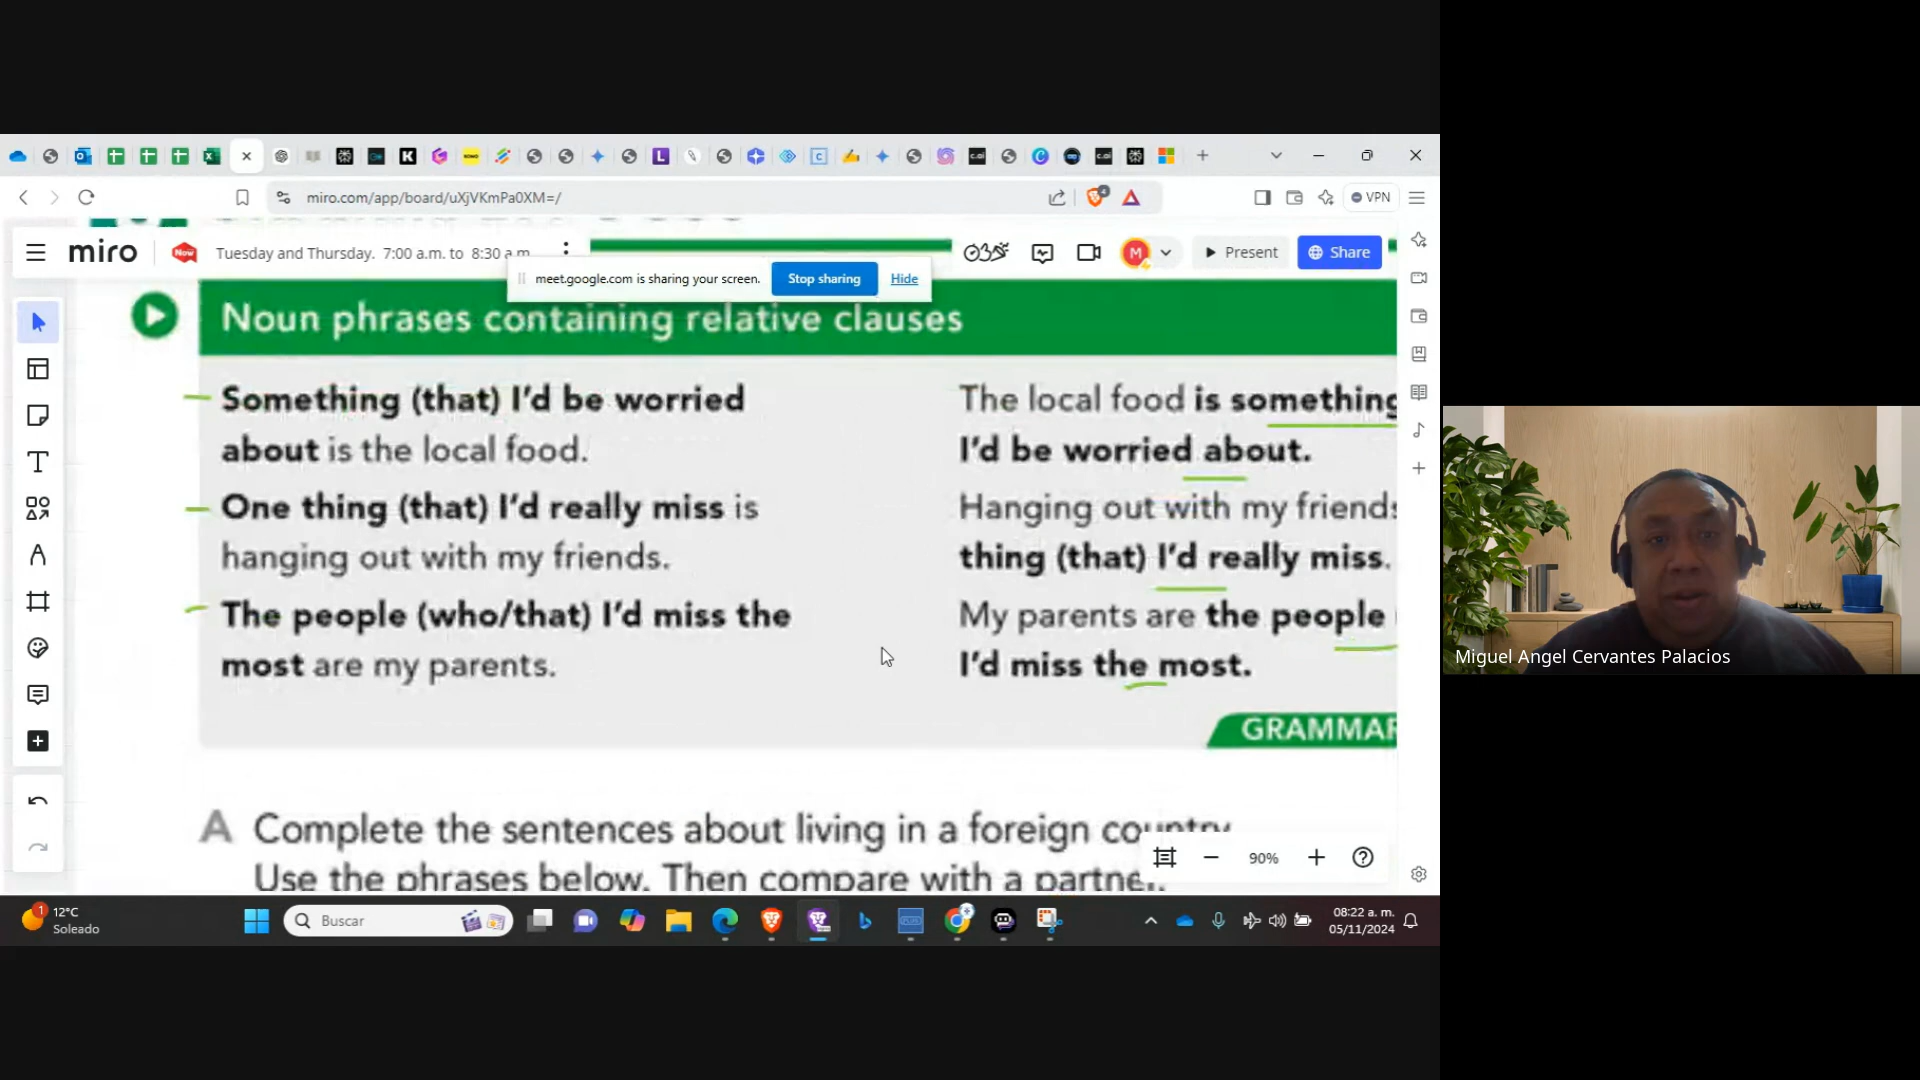 miro.com/app/board/uXjVKmPa0XM=/
VPN
miro
Now
Tuesday and Thursday. 7:00 a.m. to 8:30 a.m
M
Present
Share
meet.google.com is sharing your screen.
Stop sharing
Hide
Noun phrases containing relative clauses
Something (that) I'd be worried
about is the local food.
One thing (that) I'd really miss is
hanging out with my friends.
The people (who/that) I'd miss the
most are my parents.
The local food is something
I'd be worried about.
Hanging out with my friends
thing (that) I'd really miss.
My parents are the people
I'd miss the most.
GRAMMAR
A Complete the sentences about living in a foreign country.
Use the phrases below. Then compare with a partner.
90%
Miguel Angel Cervantes Palacios
1
12°C
Soleado
Buscar
08:22 a. m.
05/11/2024